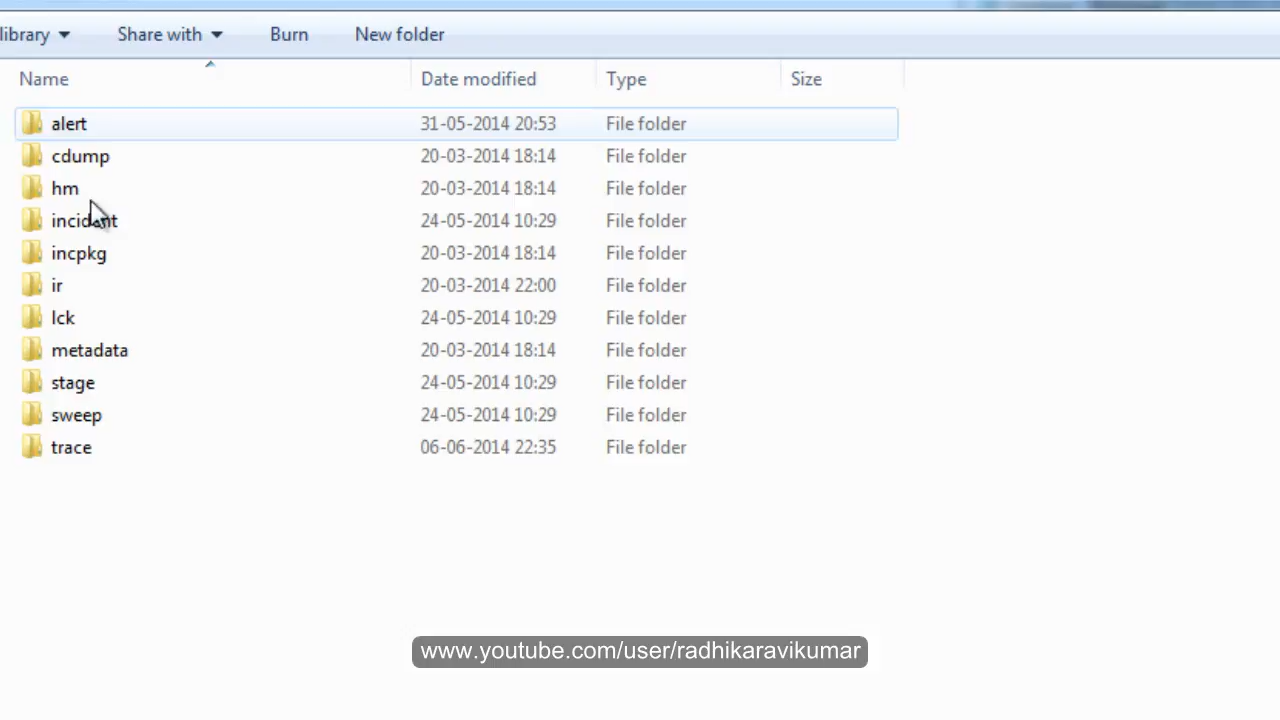 library Share with Burn New folder
Name Date modified Type Size
alert 31-05-2014 20:53 File folder
cdump 20-03-2014 18:14 File folder
hm 20-03-2014 18:14 File folder
incident 24-05-2014 10:29 File folder
incpkg 20-03-2014 18:14 File folder
ir 20-03-2014 22:00 File folder
lck 24-05-2014 10:29 File folder
metadata 20-03-2014 18:14 File folder
stage 24-05-2014 10:29 File folder
sweep 24-05-2014 10:29 File folder
trace 06-06-2014 22:35 File folder
www.youtube.com/user/radhikaravikumar